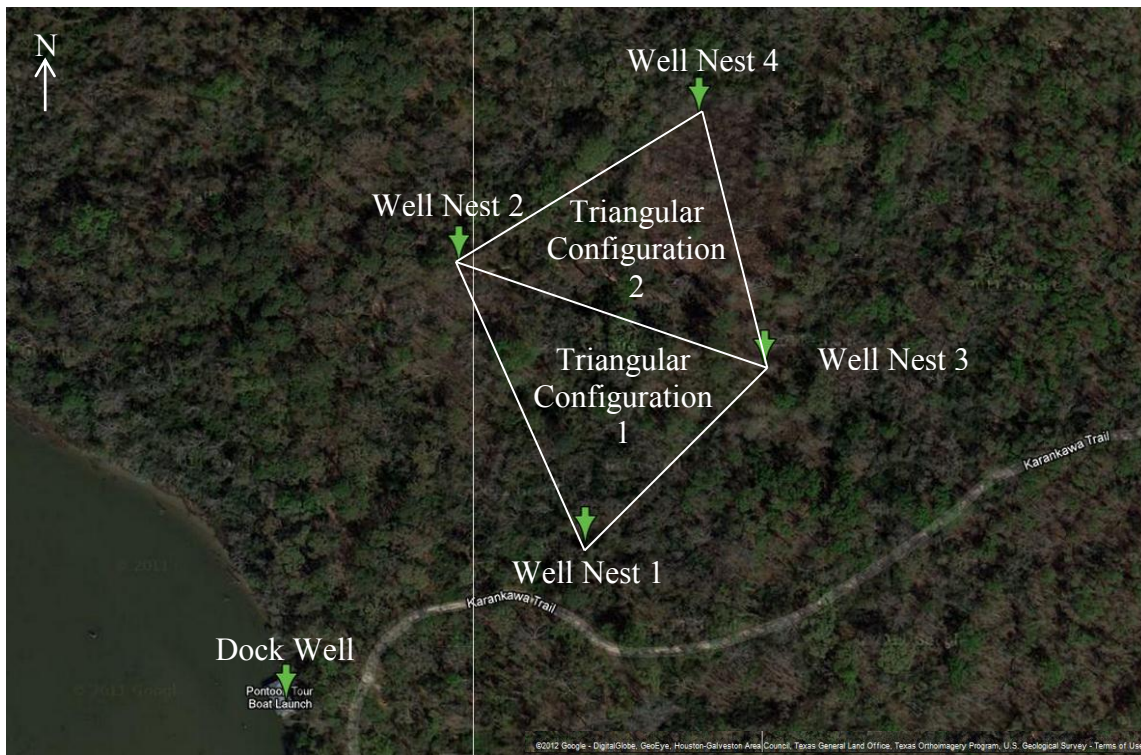 N
Well Nest 4
Well Nest 2
Triangular
Configuration
2
Triangular
Configuration
1
Well Nest 3
Karankawa Trail
Well Nest 1
Karankawa Trail
Dock Well
Pontoon Tour
Boat Launch
©2012 Google - DigitalGlobe, GeoEye, Houston-Galveston Area Council, Texas General Land Office, Texas Orthoimagery Program, U.S. Geological Survey - Terms of Us